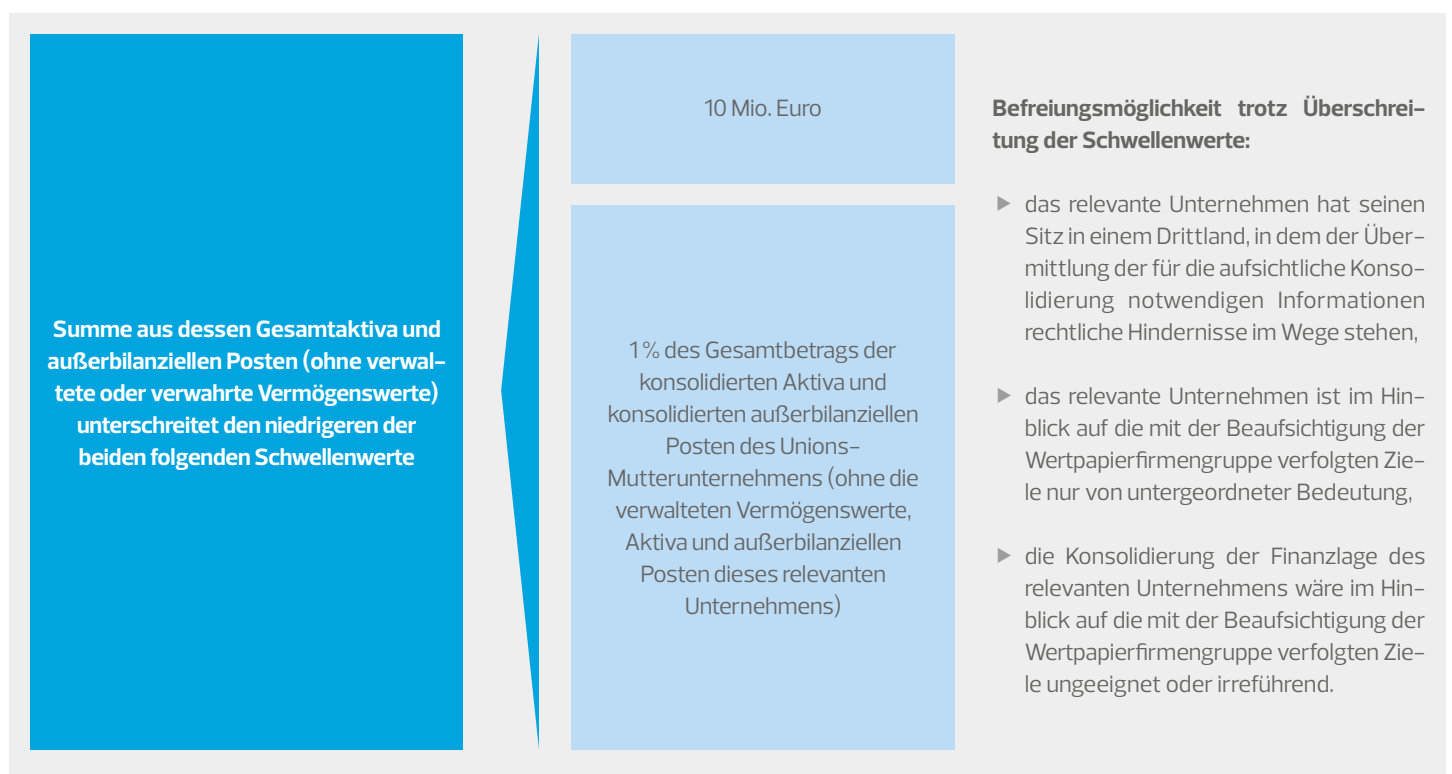 Summe aus dessen Gesamtaktiva und
außerbilanziellen Posten (ohne verwal-
tete oder verwahrte Vermögenswerte)
unterschreitet den niedrigeren der
beiden folgenden Schwellenwerte
10 Mio. Euro
1 % des Gesamtbetrags der
konsolidierten Aktiva und
konsolidierten außerbilanziellen
Posten des Unions-
Mutterunternehmens (ohne die
verwalteten Vermögenswerte,
Aktiva und außerbilanziellen
Posten dieses relevanten
Unternehmens)
Befreiungsmöglichkeit trotz Überschrei-
tung der Schwellenwerte:
das relevante Unternehmen hat seinen
Sitz in einem Drittland, in dem der Über-
mittlung der für die aufsichtliche Konso-
lidierung notwendigen Informationen
rechtliche Hindernisse im Wege stehen,
das relevante Unternehmen ist im Hin-
blick auf die mit der Beaufsichtigung der
Wertpapierfirmengruppe verfolgten Zie-
le nur von untergeordneter Bedeutung,
die Konsolidierung der Finanzlage des
relevanten Unternehmens wäre im Hin-
blick auf die mit der Beaufsichtigung der
Wertpapierfirmengruppe verfolgten Zie-
le ungeeignet oder irreführend.